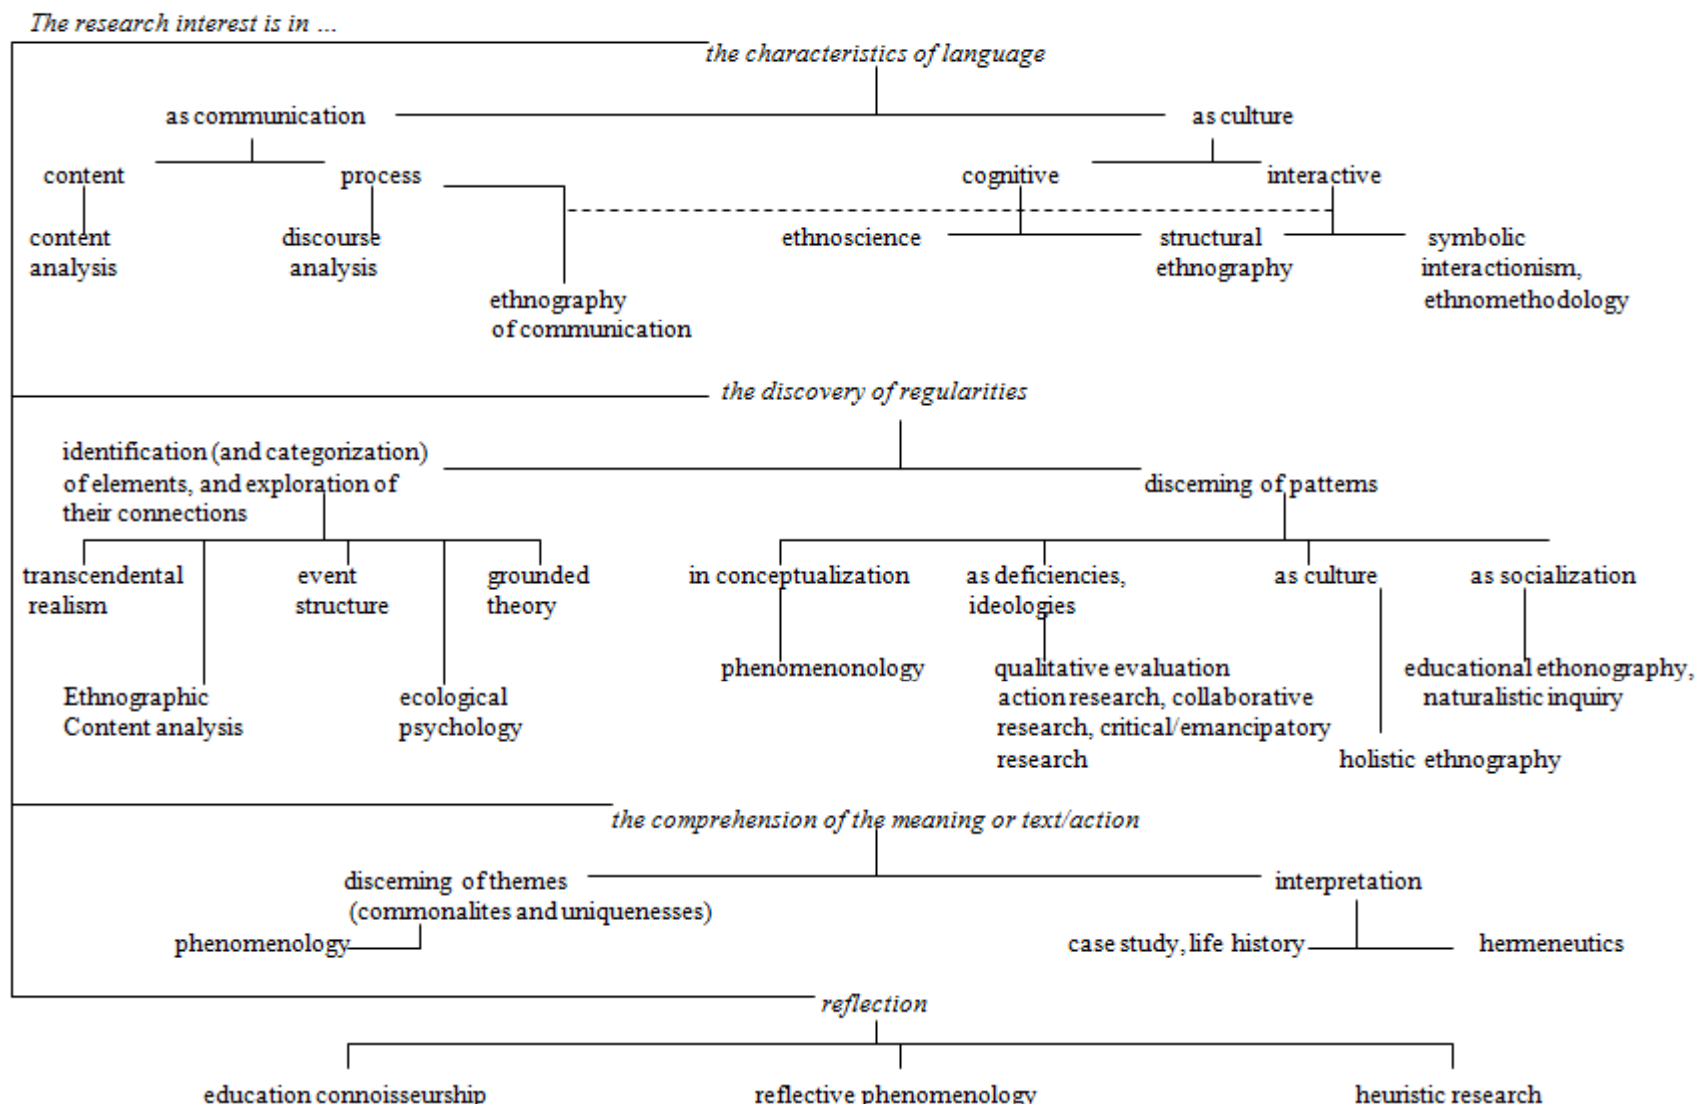 The research interest is in ...
the characteristics of language
as communication
as culture
content
process
cognitive
interactive
content
analysis
discourse
analysis
ethnoscience
structural
ethnography
symbolic
interactionism,
ethnomethodology
ethnography
of communication
the discovery of regularities
identification (and categorization)
of elements, and exploration of
their connections
discerning of patterns
transcendental
realism
event
structure
grounded
theory
in conceptualization
as deficiencies,
ideologies
as culture
as socialization
Ethnographic
Content analysis
ecological
psychology
phenomenonology
qualitative evaluation
action research, collaborative
research, critical/emancipatory
research
holistic ethnography
educational ethonography,
naturalistic inquiry
the comprehension of the meaning or text/action
discerning of themes
(commonalites and uniquenesses)
interpretation
phenomenology
case study, life history
hermeneutics
reflection
education connoisseurship
reflective phenomenology
heuristic research